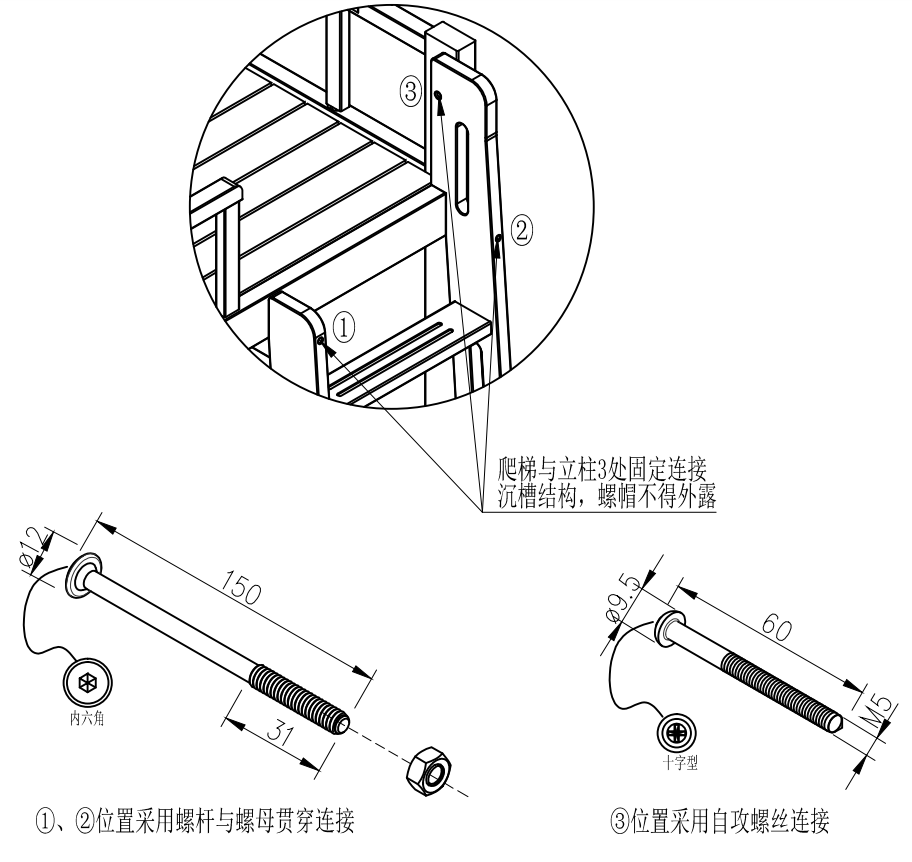 ③
②
①
爬梯与立柱3处固定连接
沉槽结构，螺帽不得外露
ø12
150
31
内六角
ø9.5
60
M5
十字型
①、②位置采用螺杆与螺母贯穿连接
③位置采用自攻螺丝连接